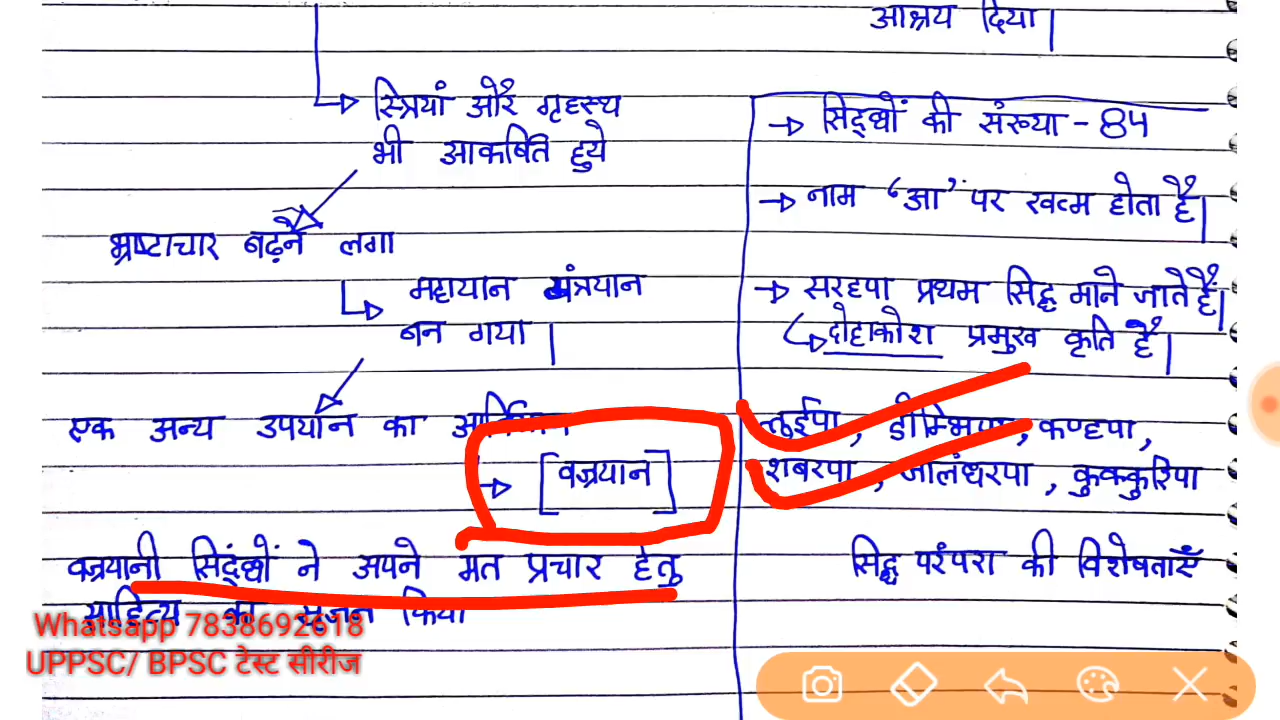 आश्रय दिया।
स्त्रियां और गृहस्थ
भी आकर्षित हुये
भ्रष्टाचार बढ़ने लगा
महायान मंत्रयान
बन गया।
एक अन्य उपयान का
[वज्रयान]
वज्रयानी सिद्धों ने अपने मत प्रचार हेतु
साहित्य का सृजन किया
सिद्धों की संख्या - 84
नाम 'आ' पर खत्म होता है।
सरहपा प्रथम सिद्ध माने जाते हैं।
दोहाकोश प्रमुख कृति है।
लुईपा, डोम्भिपा, कण्हपा,
शबरपा, जालंधरपा, कुक्कुरिपा
सिद्ध परंपरा की विशेषताएँ
Whatsapp 7838692618
UPPSC/ BPSC टेस्ट सीरीज